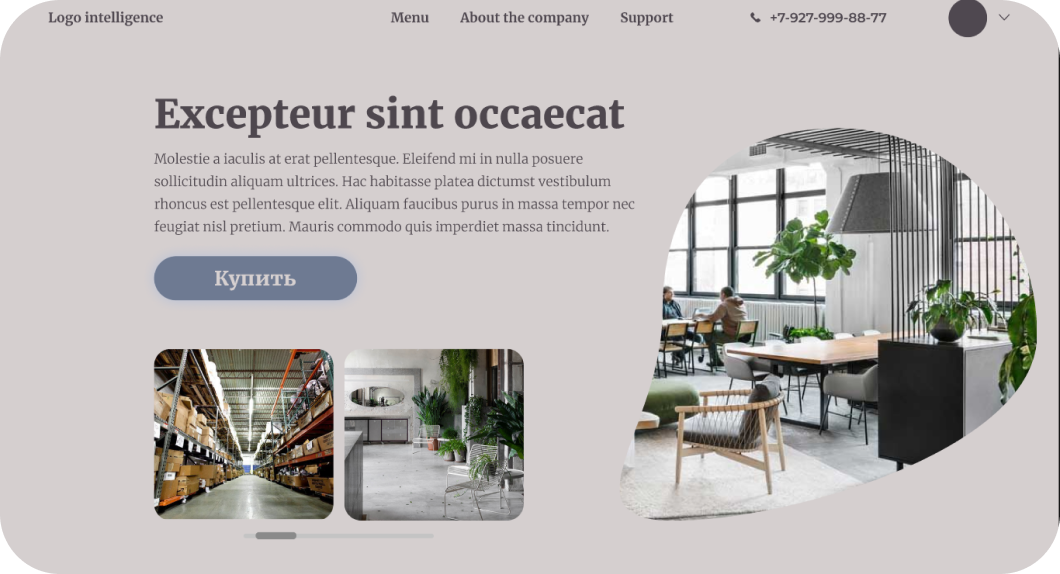 Logo intelligence
Menu About the company Support +7-927-999-88-77
Excepteur sint occaecat
Molestie a iaculis at erat pellentesque. Eleifend mi in nulla posuere
sollicitudin aliquam ultrices. Hac habitasse platea dictumst vestibulum
rhoncus est pellentesque elit. Aliquam faucibus purus in massa tempor nec
feugiat nisl pretium. Mauris commodo quis imperdiet massa tincidunt.
Купить